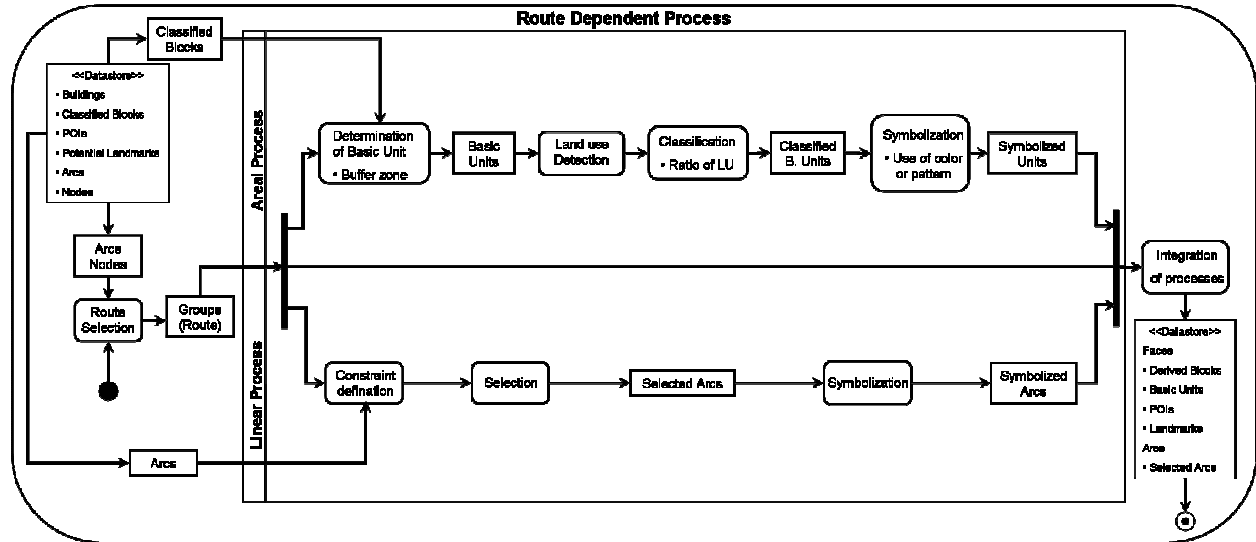 Route Dependent Process
Classified
Blocks
<<Datastore>>
• Buildings
• Classified Blocks
• POIs
• Potential Landmarks
• Arcs
• Nodes
Arcs
Nodes
Route
Selection
Groups
(Route)
Arcs
Areal Process
Determination
of Basic Unit
• Buffer zone
Basic
Units
Land use
Detection
Classification
• Ratio of LU
Classified
B. Units
Symbolization
• Use of color
or pattern
Symbolized
Units
Linear Process
Constraint
defination
Selection
Selected Arcs
Symbolization
Symbolized
Arcs
Integration
of processes
<<Datastore>>
Faces
• Derived Blocks
• Basic Units
• POIs
• Landmarks
Arcs
• Selected Arcs